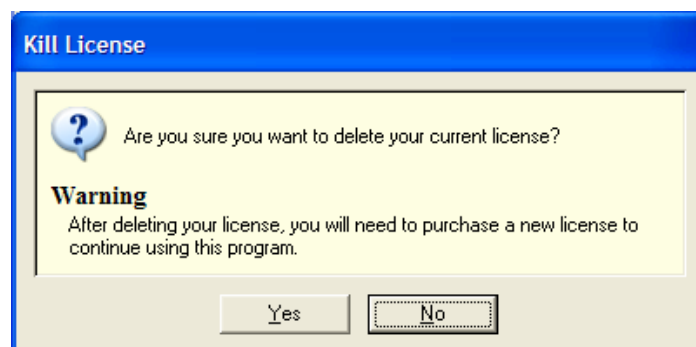 Kill License
Are you sure you want to delete your current license?
Warning
After deleting your license, you will need to purchase a new license to
continue using this program.
Yes No